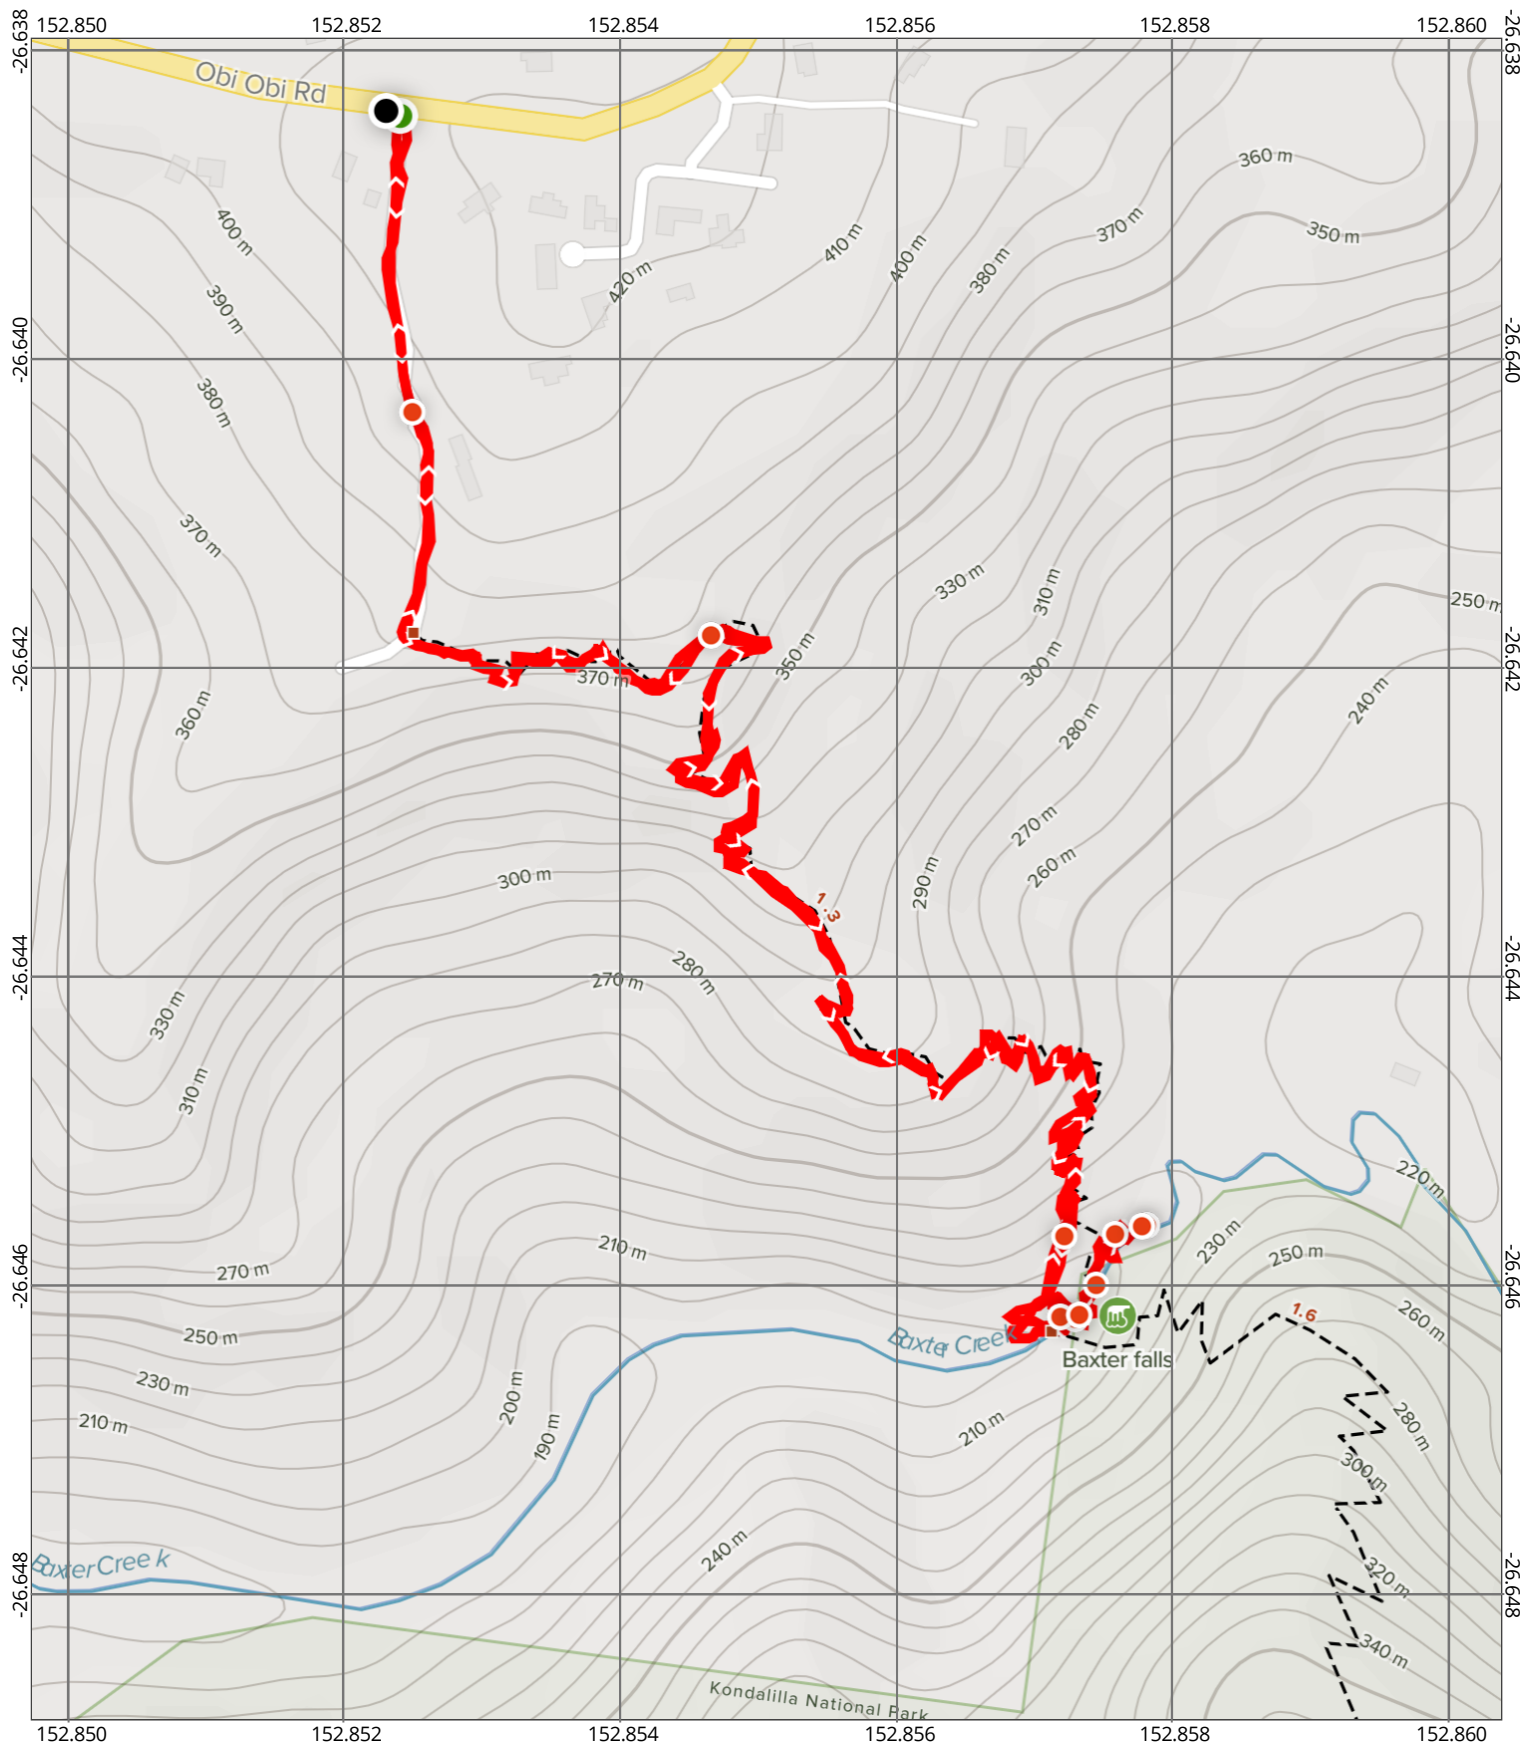 152.850 152.852 152.854 152.856 152.858 152.860
-26.638 -26.638
Obi Obi Rd
360 m
400 m 370 m 350 m
410 m 400 m
380 m
420 m
390 m
-26.640 -26.640
380 m
370 m
330 m 310 m
250 m
-26.642 -26.642
350 m 300 m
370 m
360 m 240 m
280 m
270 m
260 m
300 m 290 m
1.3
-26.644 -26.644
280 m
270 m
330 m
310 m
220 m
210 m 230 m
250 m
270 m
-26.646 -26.646
1.6
260 m
250 m Baxter Creek
Baxter falls
230 m
200 m
210 m 190 m 210 m 280 m
300 m
240 m
Baxter Creek
320 m
-26.648 -26.648
340 m
Kondalilla National Park
152.850 152.852 152.854 152.856 152.858 152.860